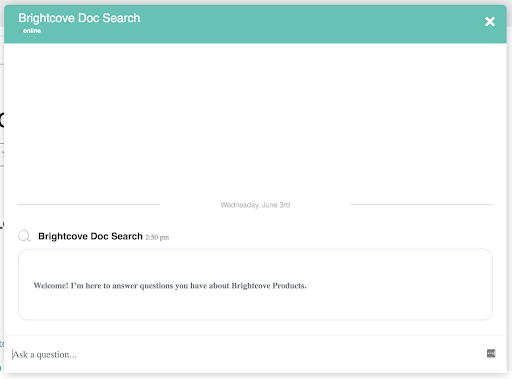 Brightcove Doc Search
online
Wednesday, June 3rd
Brightcove Doc Search 2:50 pm
Welcome! I'm here to answer questions you have about Brightcove Products.
Ask a question...